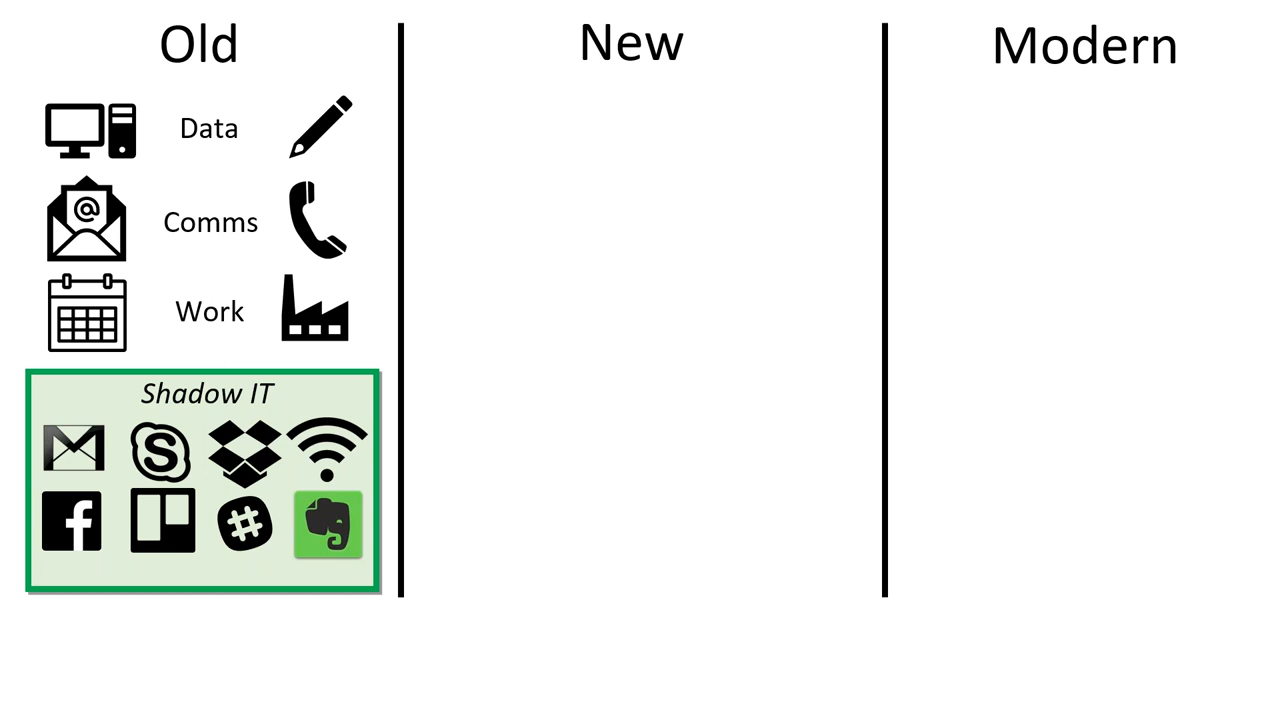 Old
New
Modern
Data
@
Comms
Work
Shadow IT
S
f
#